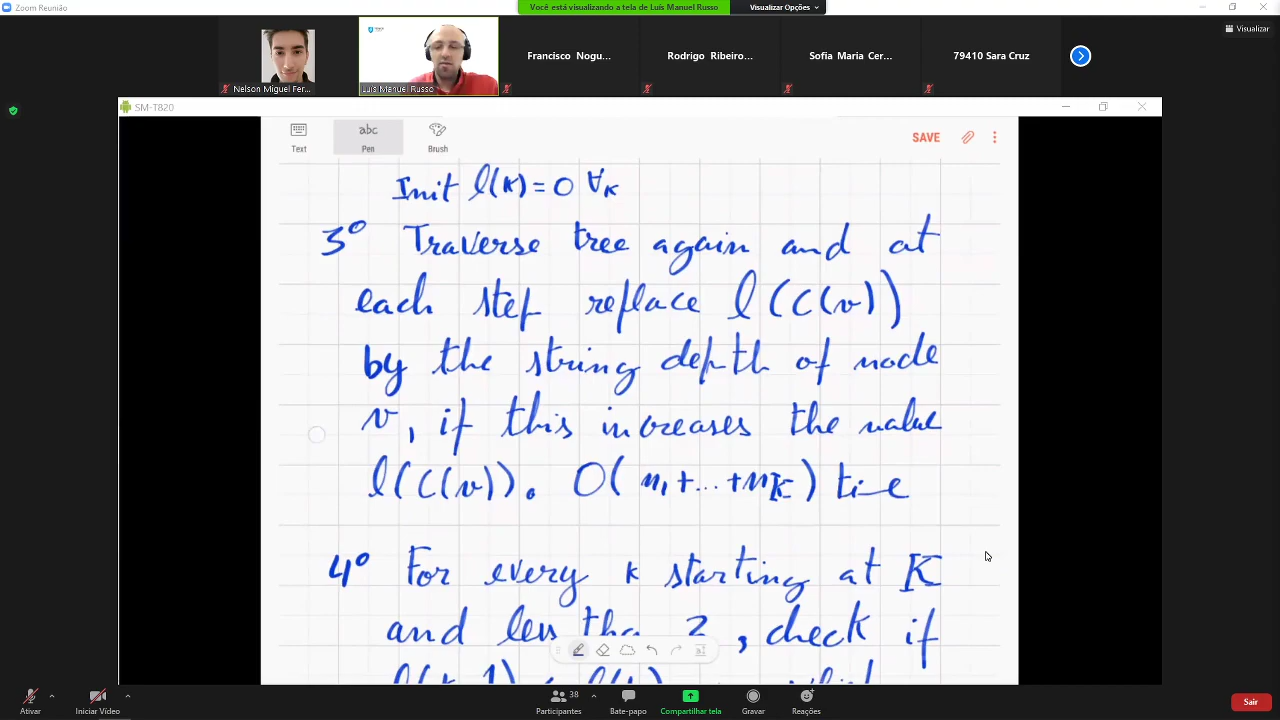 Zoom Reunião
Você está visualizando a tela de Luís Manuel Russo
Visualizar Opções
Visualizar
Nelson Miguel Fer...
Luís Manuel Russo
Francisco Nogu...
Rodrigo Ribeiro...
Sofia Maria Cer...
79410 Sara Cruz
SM-T820
Text
abc
Pen
Brush
SAVE
Init l(k) = 0 ∀k
3º Traverse tree again and at
each step replace l(C(v))
by the string depth of node
v, if this increases the value
l(C(v)). O(n1+...+nK) time
4º For every k starting at K
and 2, check if
Ativar
Iniciar Vídeo
38
Participantes
Bate-papo
Compartilhar tela
Gravar
Reações
Sair